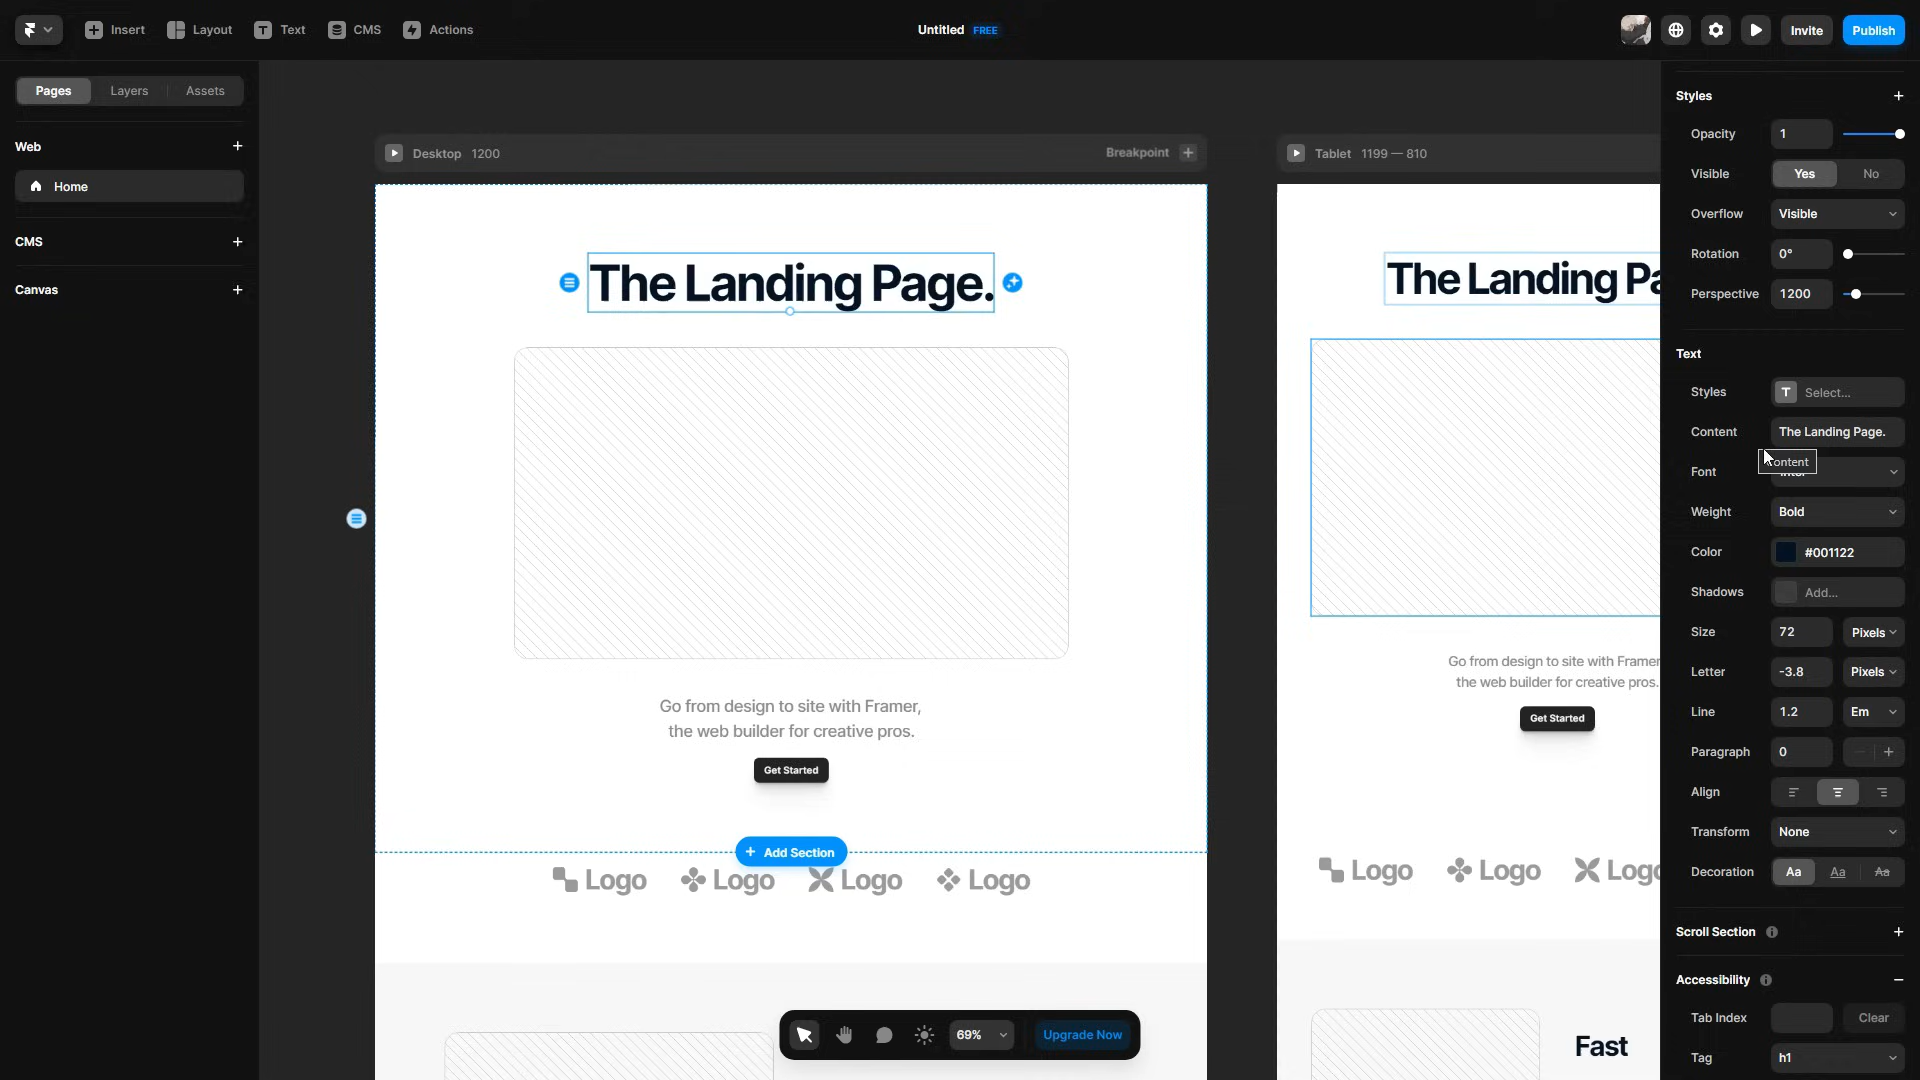 Insert
Layout
Text
CMS
Actions
Untitled FREE
Invite
Publish
Pages
Layers
Assets
Web
Home
CMS
Canvas
Desktop 1200
Breakpoint
The Landing Page.
Go from design to site with Framer,
the web builder for creative pros.
Get Started
Add Section
Logo
Logo
Logo
Logo
69%
Upgrade Now
Tablet 1199 — 810
The Landing Pa
Go from design to site with Framer
the web builder for creative pros.
Get Started
Logo
Logo
Logo
Fast
Styles
Opacity 1
Visible Yes No
Overflow Visible
Rotation 0°
Perspective 1200
Text
Styles T Select...
Content The Landing Page.
Font
Weight Bold
Color #001122
Shadows Add...
Size 72 Pixels
Letter -3.8 Pixels
Line 1.2 Em
Paragraph 0
Align
Transform None
Decoration Aa Aa Aa
Scroll Section
Accessibility
Tab Index Clear
Tag h1